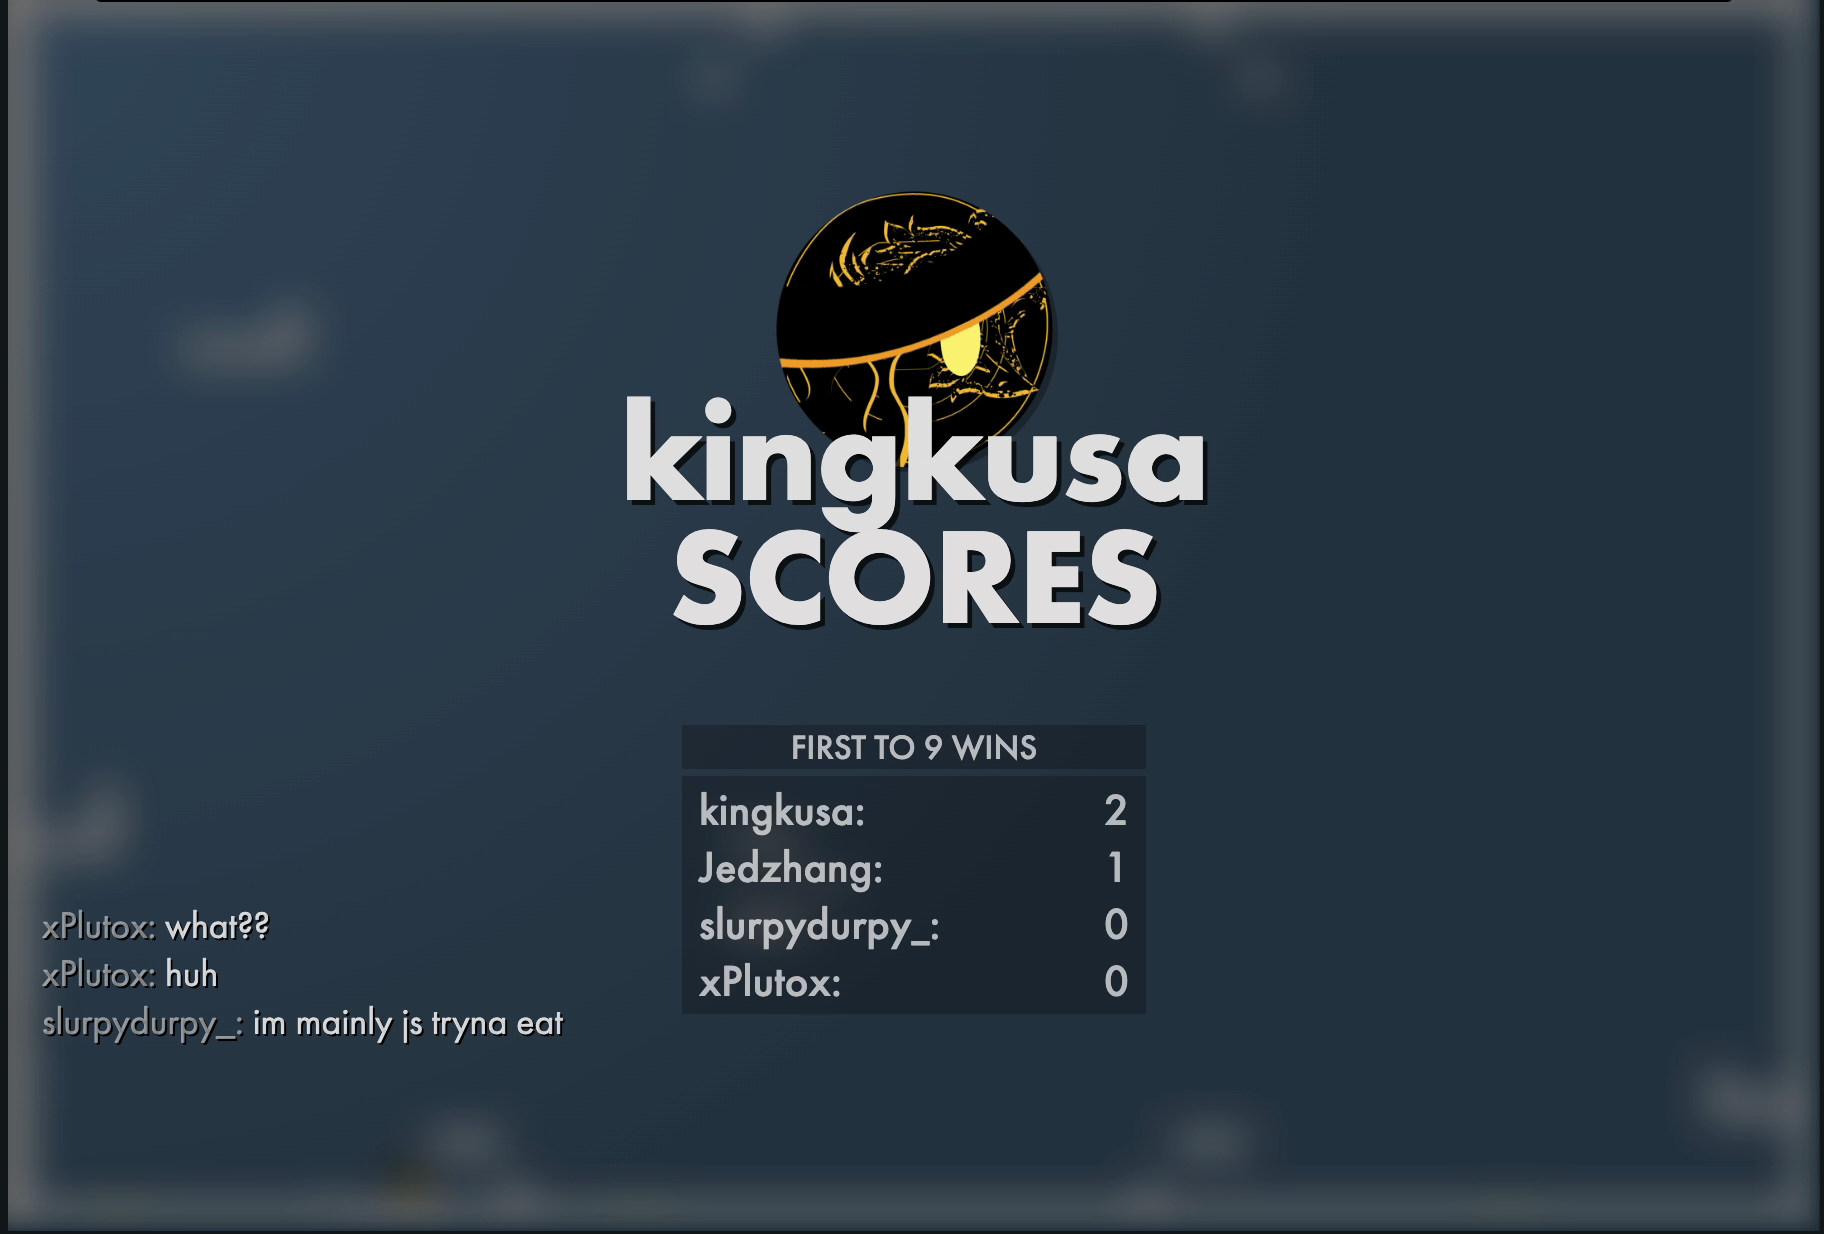 kingkusa
SCORES
FIRST TO 9 WINS
kingkusa: 2
Jedzhang: 1
slurpydurpy_: 0
xPlutox: 0
xPlutox: what??
xPlutox: huh
slurpydurpy_: im mainly js tryna eat